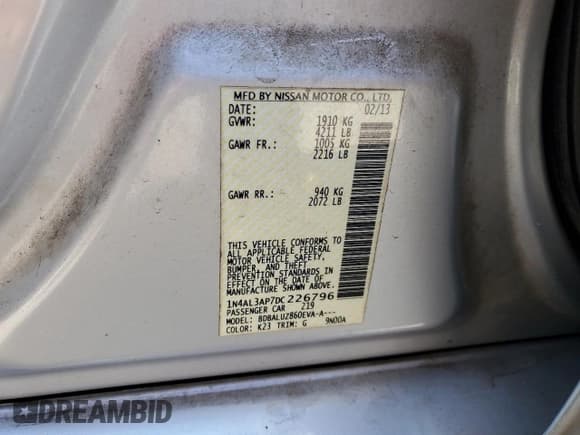 MFD BY NISSAN MOTOR CO., LTD.
DATE: 02/13
GVWR: 1910 KG
4211 LB
GAWR FR.: 1005 KG
2216 LB
GAWR RR.: 940 KG
2072 LB
THIS VEHICLE CONFORMS TO
ALL APPLICABLE FEDERAL
MOTOR VEHICLE SAFETY,
BUMPER, AND THEFT
PREVENTION STANDARDS IN
EFFECT ON THE DATE OF
MANUFACTURE SHOWN ABOVE.
1N4AL3AP7DC226796
PASSENGER CAR 219
MODEL: BDBALUZ860EVA-A---
COLOR: K23 TRIM: G 9N00A
DREAMBID